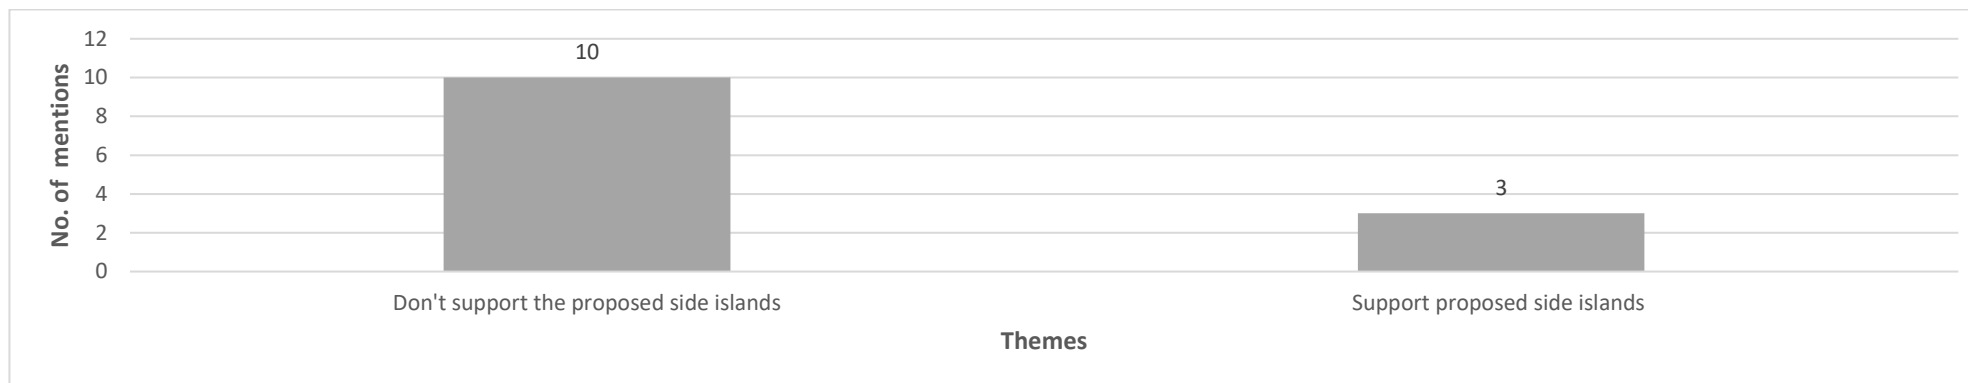 No. of mentions
12
10
8
6
4
2
0
10
3
Don't support the proposed side islands
Support proposed side islands
Themes